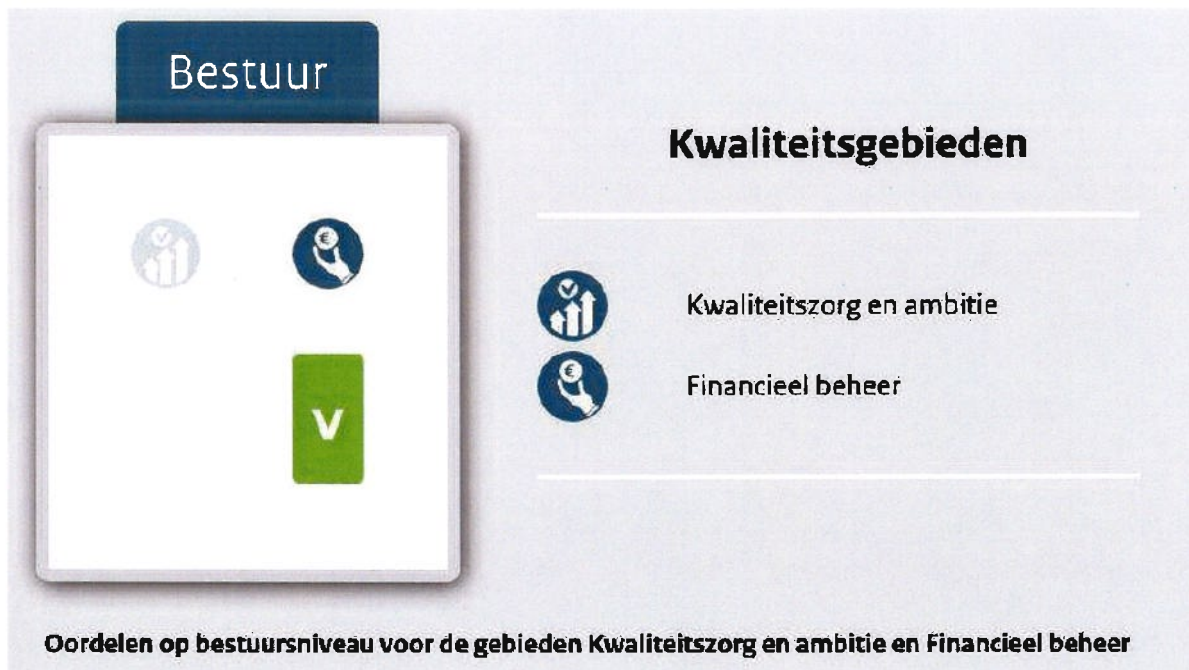 Bestuur
Kwaliteitsgebieden
Kwaliteitszorg en ambitie
Financieel beheer
V
Oordelen op bestuursniveau voor de gebieden Kwaliteitszorg en ambitie en Financieel beheer